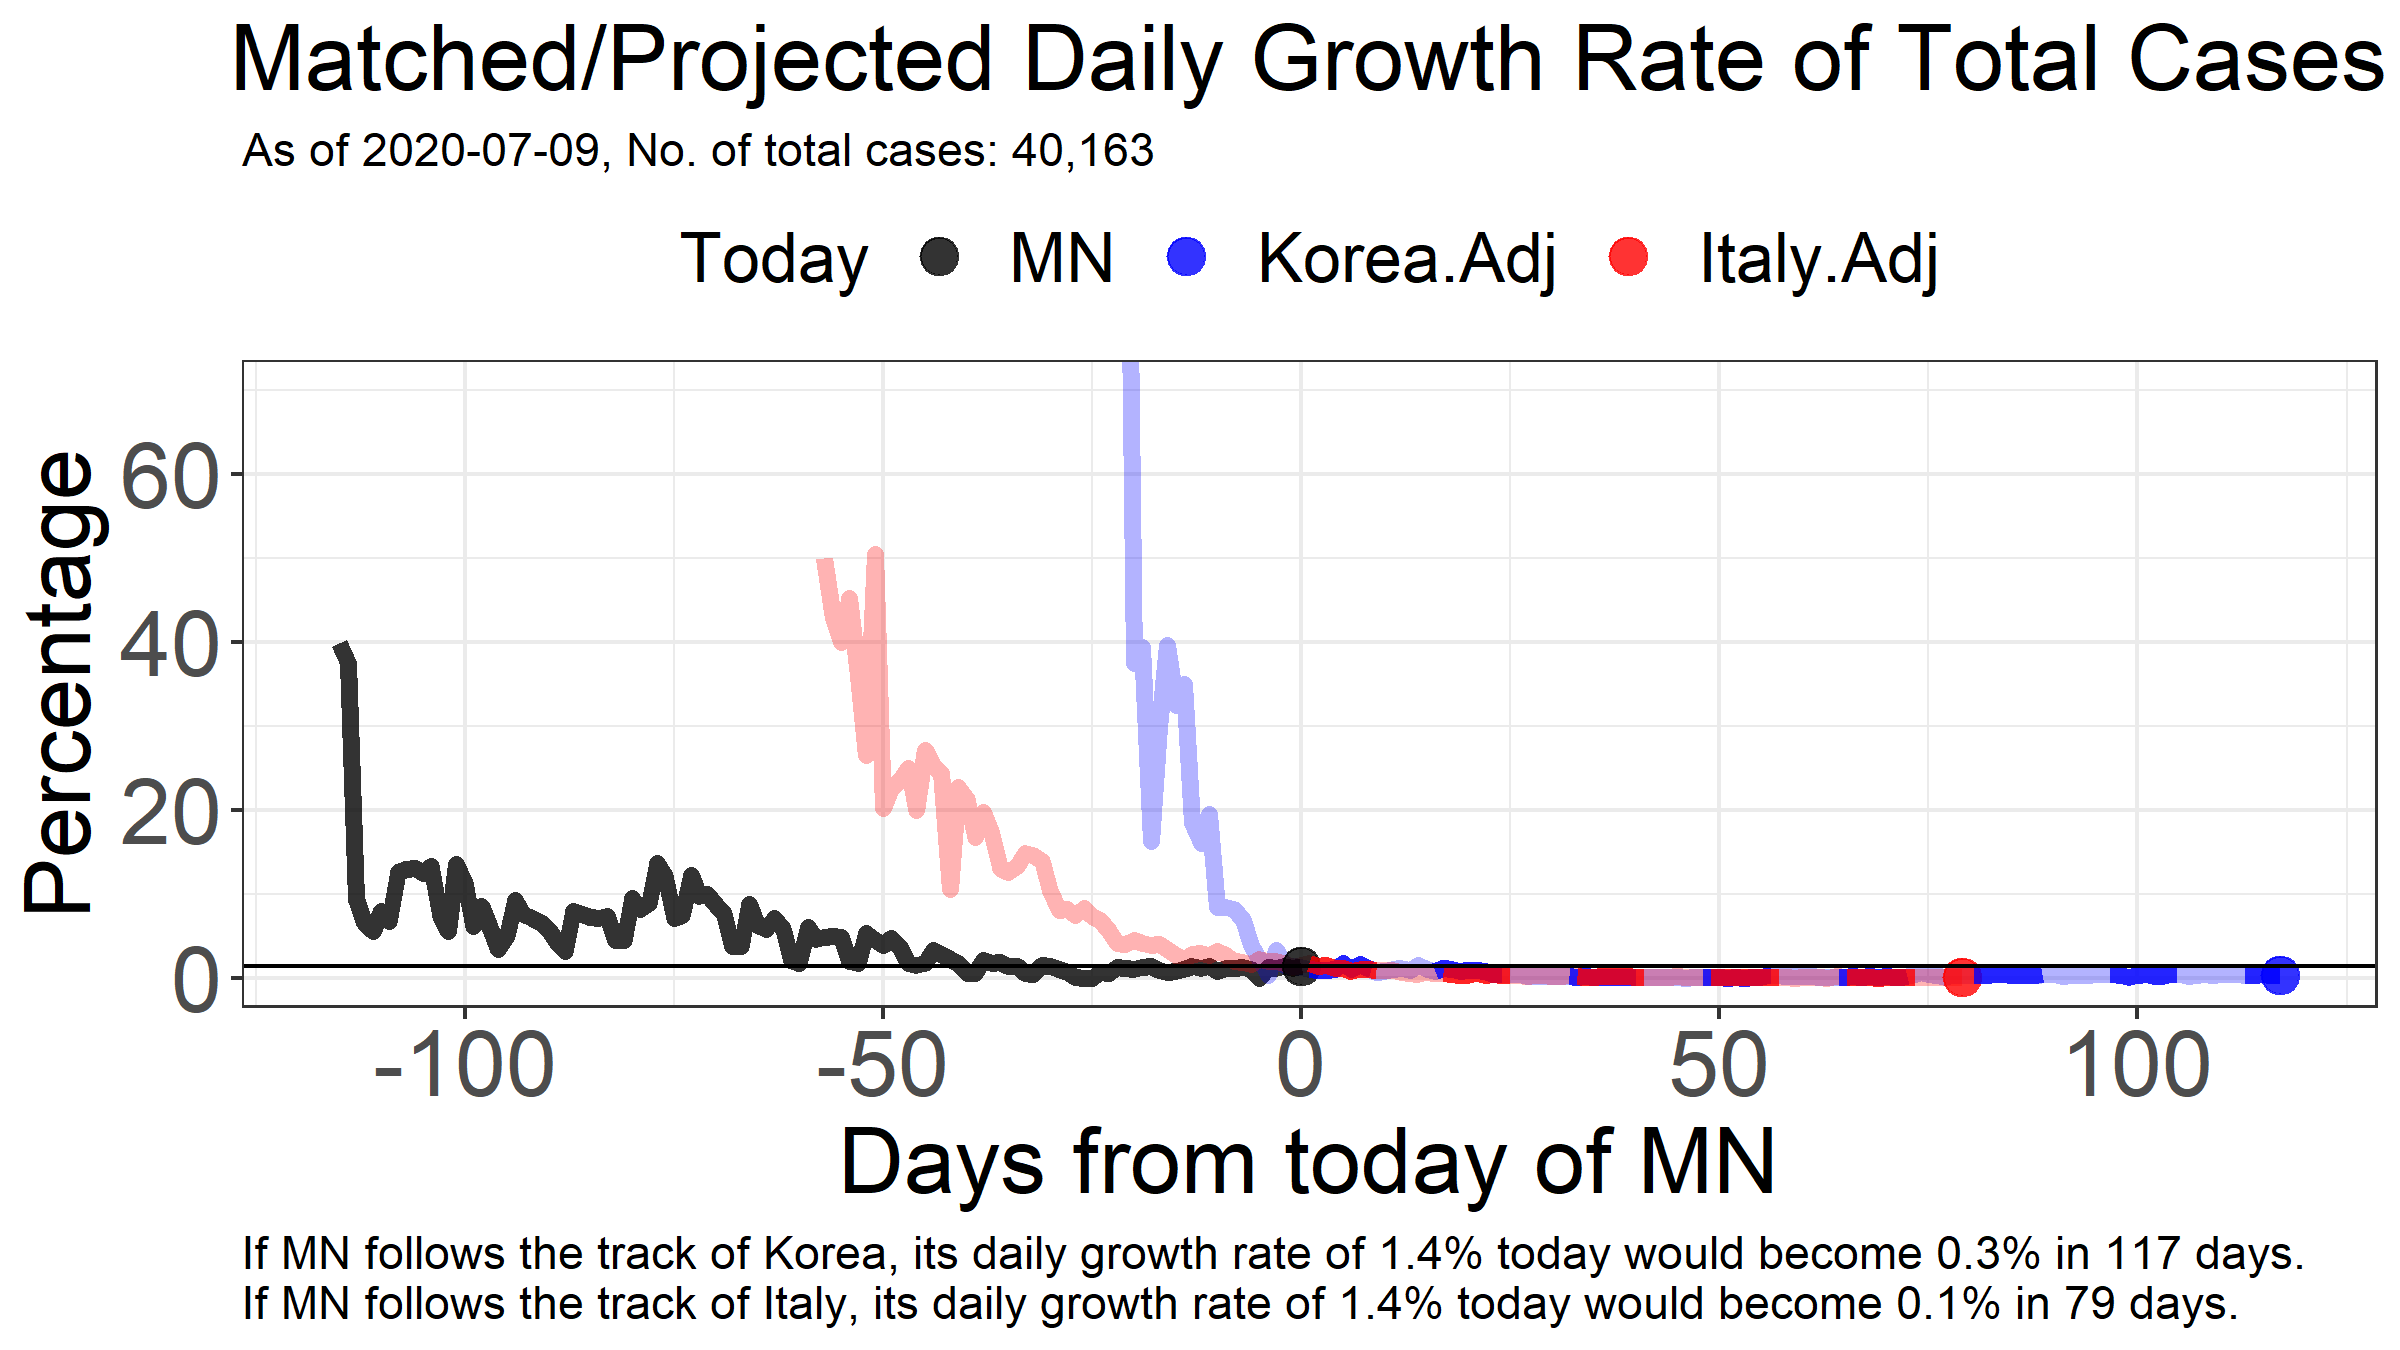 Matched/Projected Daily Growth Rate of Total Cases
As of 2020-07-09, No. of total cases: 40,163
Today MN Korea.Adj Italy.Adj
Percentage
60
40
20
0
-100 -50 0 50 100
Days from today of MN
If MN follows the track of Korea, its daily growth rate of 1.4% today would become 0.3% in 117 days.
If MN follows the track of Italy, its daily growth rate of 1.4% today would become 0.1% in 79 days.